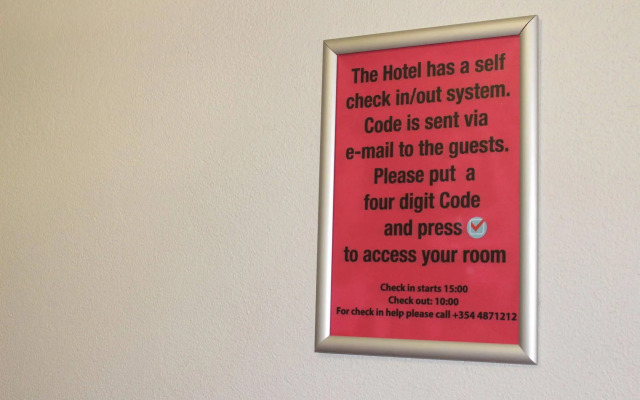 The Hotel has a self
check in/out system.
Code is sent via
e-mail to the guests.
Please put a
four digit Code
and press
to access your room
Check in starts 15:00
Check out: 10:00
For check in help please call +354 4871212